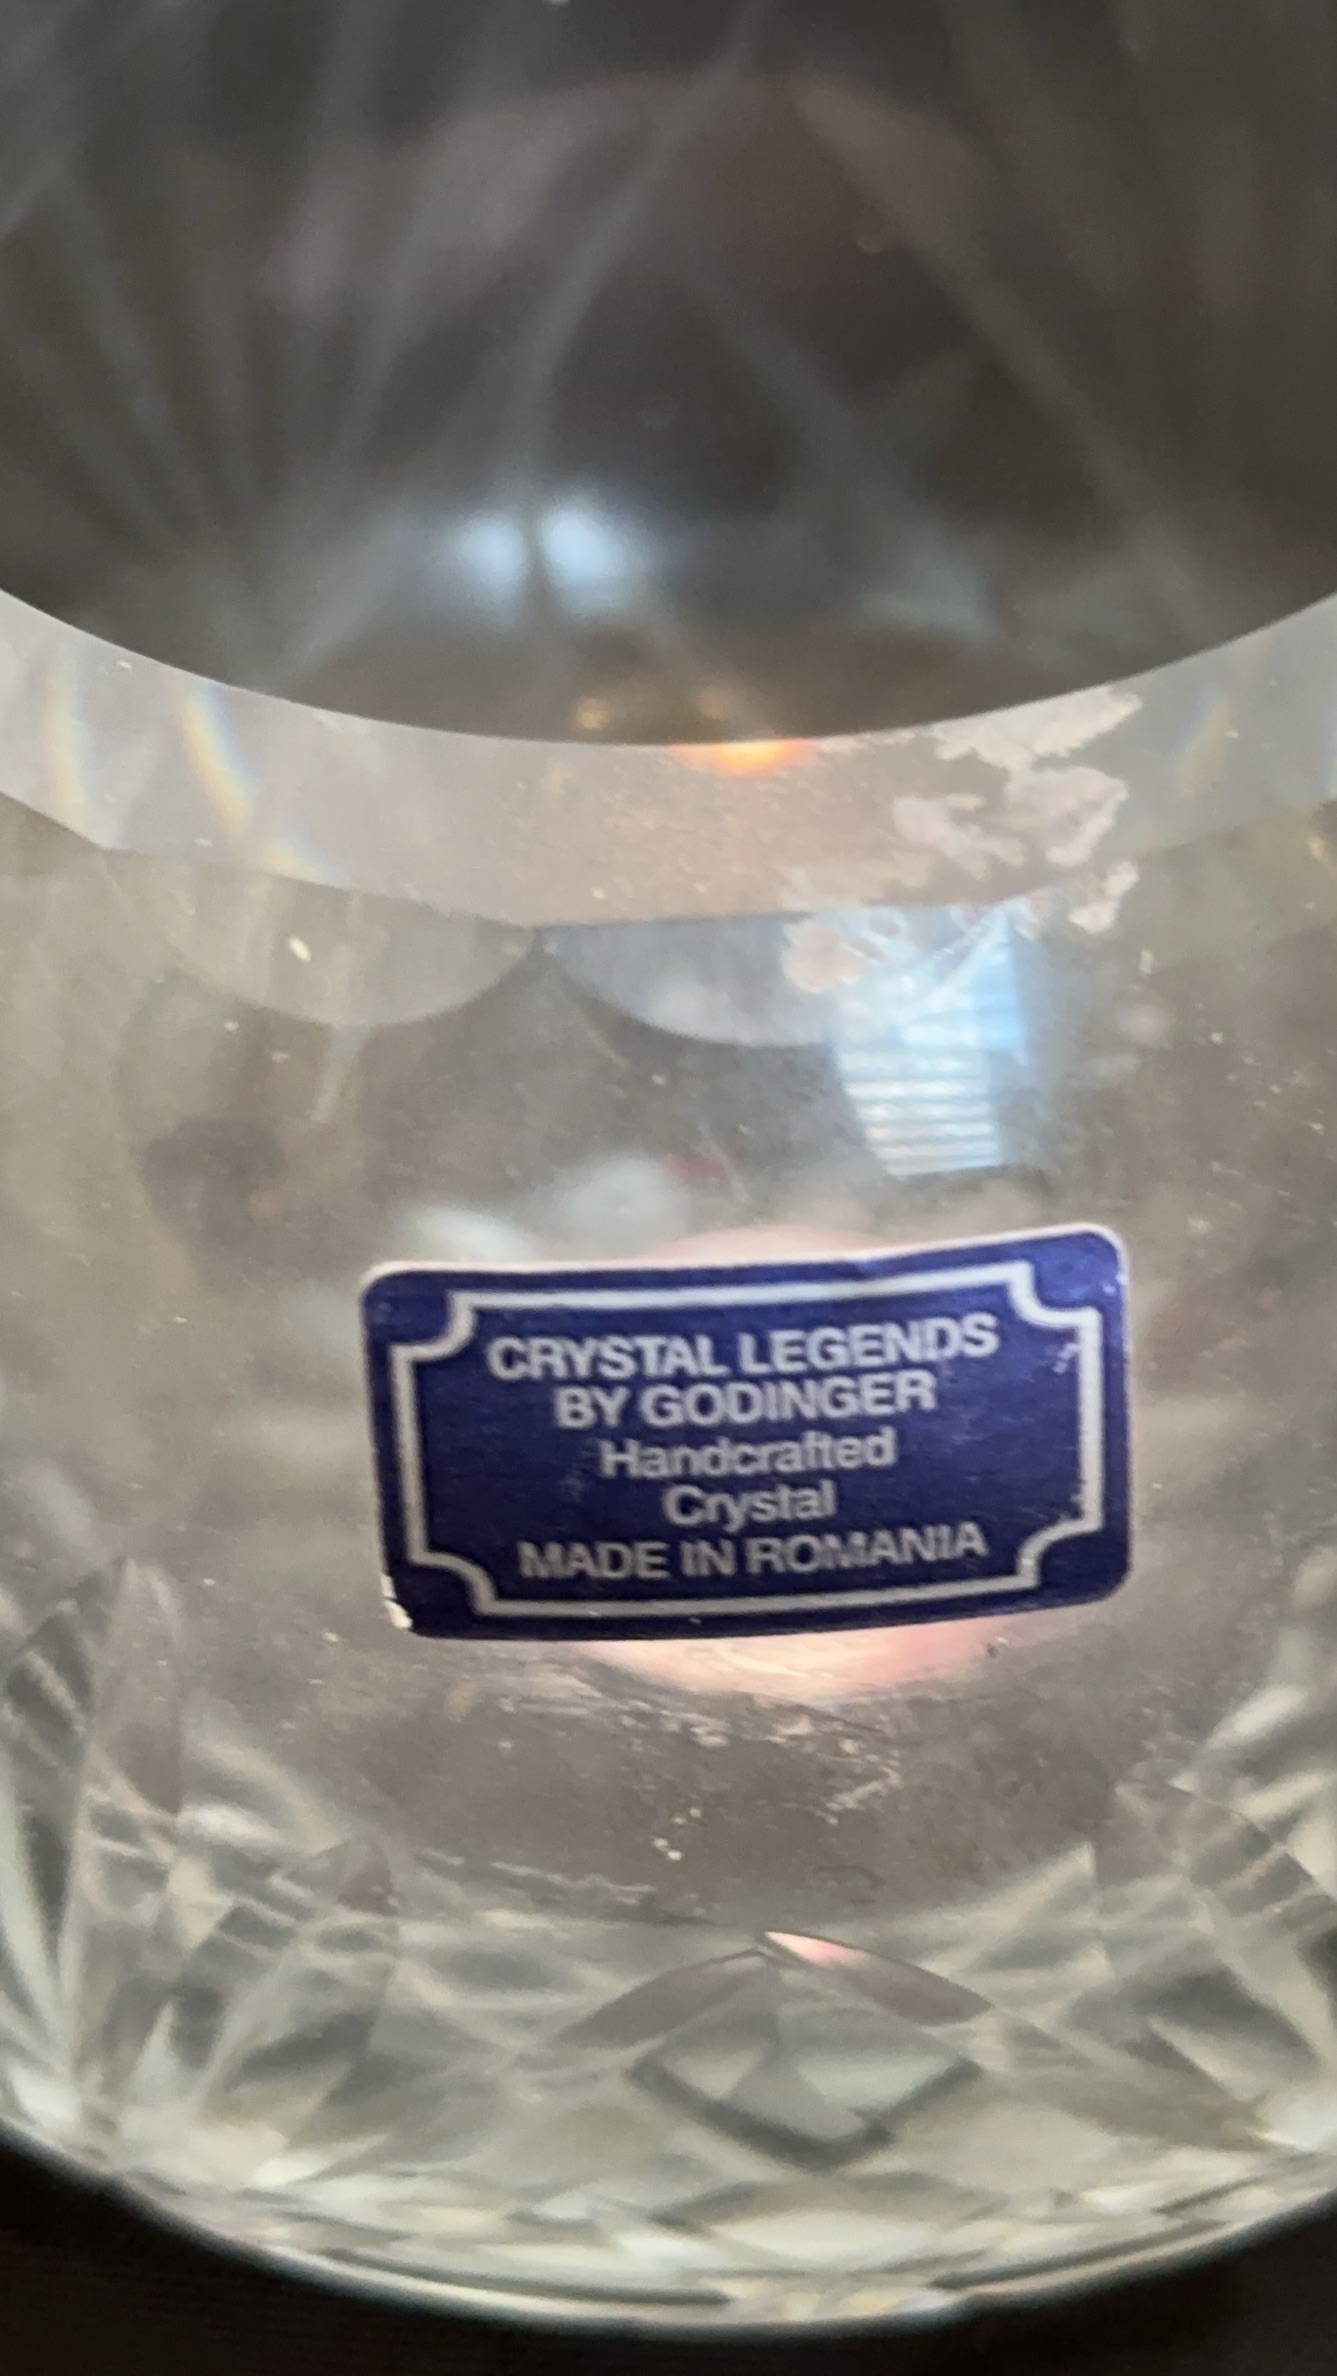 CRYSTAL LEGENDS
BY GODINGER
Handcrafted
Crystal
MADE IN ROMANIA